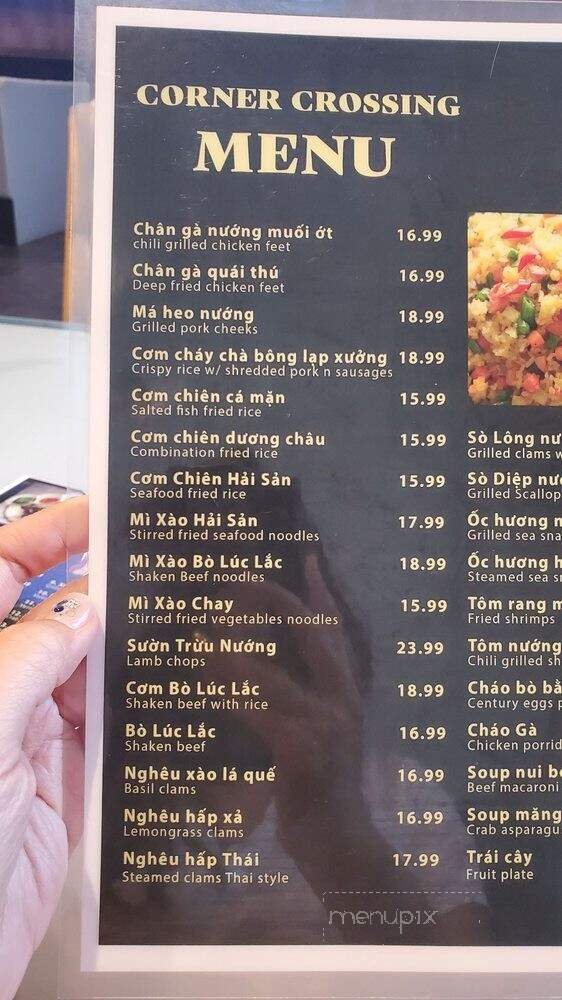 CORNER CROSSING
MENU
Chân gà nướng muối ớt 16.99
chili grilled chicken feet
Chân gà quái thú 16.99
Deep fried chicken feet
Má heo nướng 18.99
Grilled pork cheeks
Cơm cháy chà bông lạp xưởng 18.99
Crispy rice w/ shredded pork n sausages
Cơm chiên cá mặn 15.99
Salted fish fried rice
Cơm chiên dương châu 15.99
Combination fried rice
Cơm Chiên Hải Sản 15.99
Seafood fried rice
Mì Xào Hải Sản 17.99
Stirred fried seafood noodles
Mì Xào Bò Lúc Lắc 18.99
Shaken Beef noodles
Mì Xào Chay 15.99
Stirred fried vegetables noodles
Sườn Trừu Nướng 23.99
Lamb chops
Cơm Bò Lúc Lắc 18.99
Shaken beef with rice
Bò Lúc Lắc 16.99
Shaken beef
Nghêu xào lá quế 16.99
Basil clams
Nghêu hấp xả 16.99
Lemongrass clams
Nghêu hấp Thái 17.99
Steamed clams Thai style
Sò Lông
Grilled clams
Sò Diệp
Grilled Scallop
Ốc hương
Grilled sea
Ốc hương
Steamed sea
Tôm rang
Fried shrimps
Tôm nướng
Chili grilled
Cháo bò
Century eggs
Cháo Gà
Chicken
Soup nui
Beef macaroni
Soup măng
Crab
Trái cây
Fruit plate
menupix